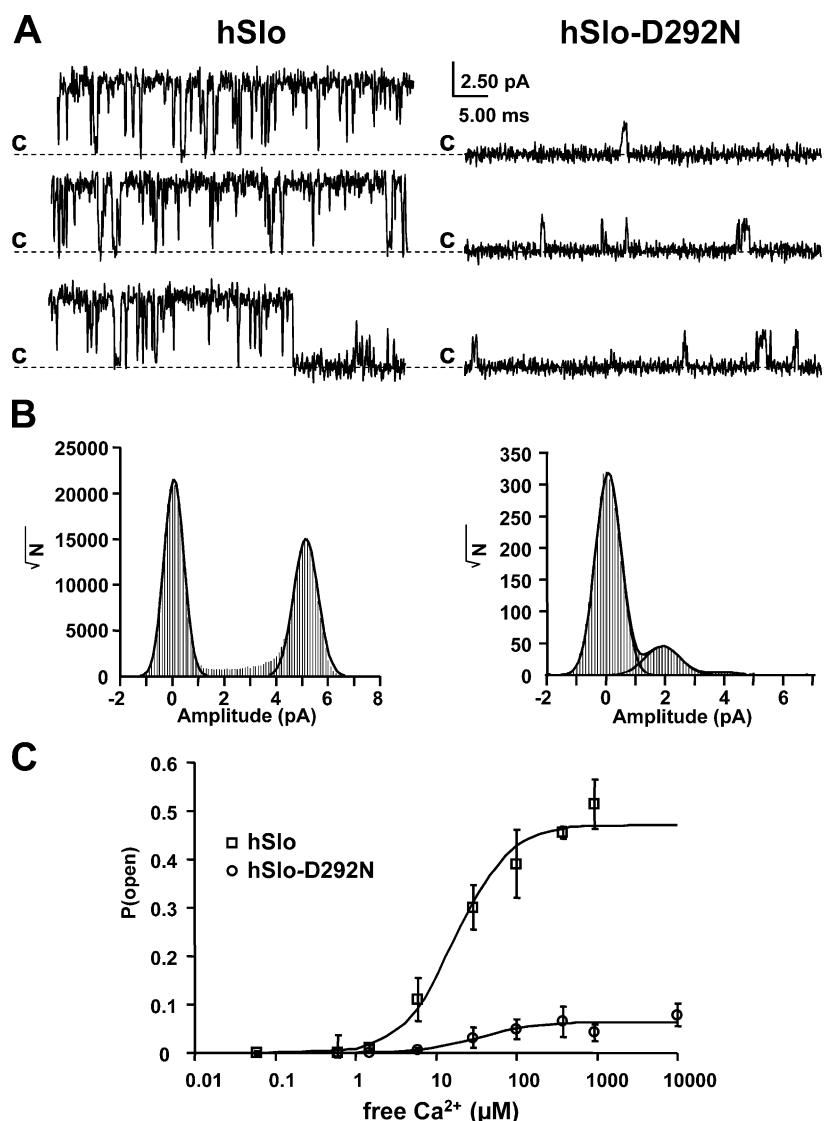 A
hSlo
hSlo-D292N
2.50 pA
5.00 ms
c
c
c
c
c
c
B
25000
20000
15000
10000
5000
0
√N
-2 0 2 4 6 8
Amplitude (pA)
350
300
250
200
150
100
50
0
√N
-2 0 2 4 6
Amplitude (pA)
C
0.6
0.5
0.4
0.3
0.2
0.1
0
P(open)
hSlo
hSlo-D292N
0.01 0.1 1 10 100 1000 10000
free Ca²⁺ (µM)